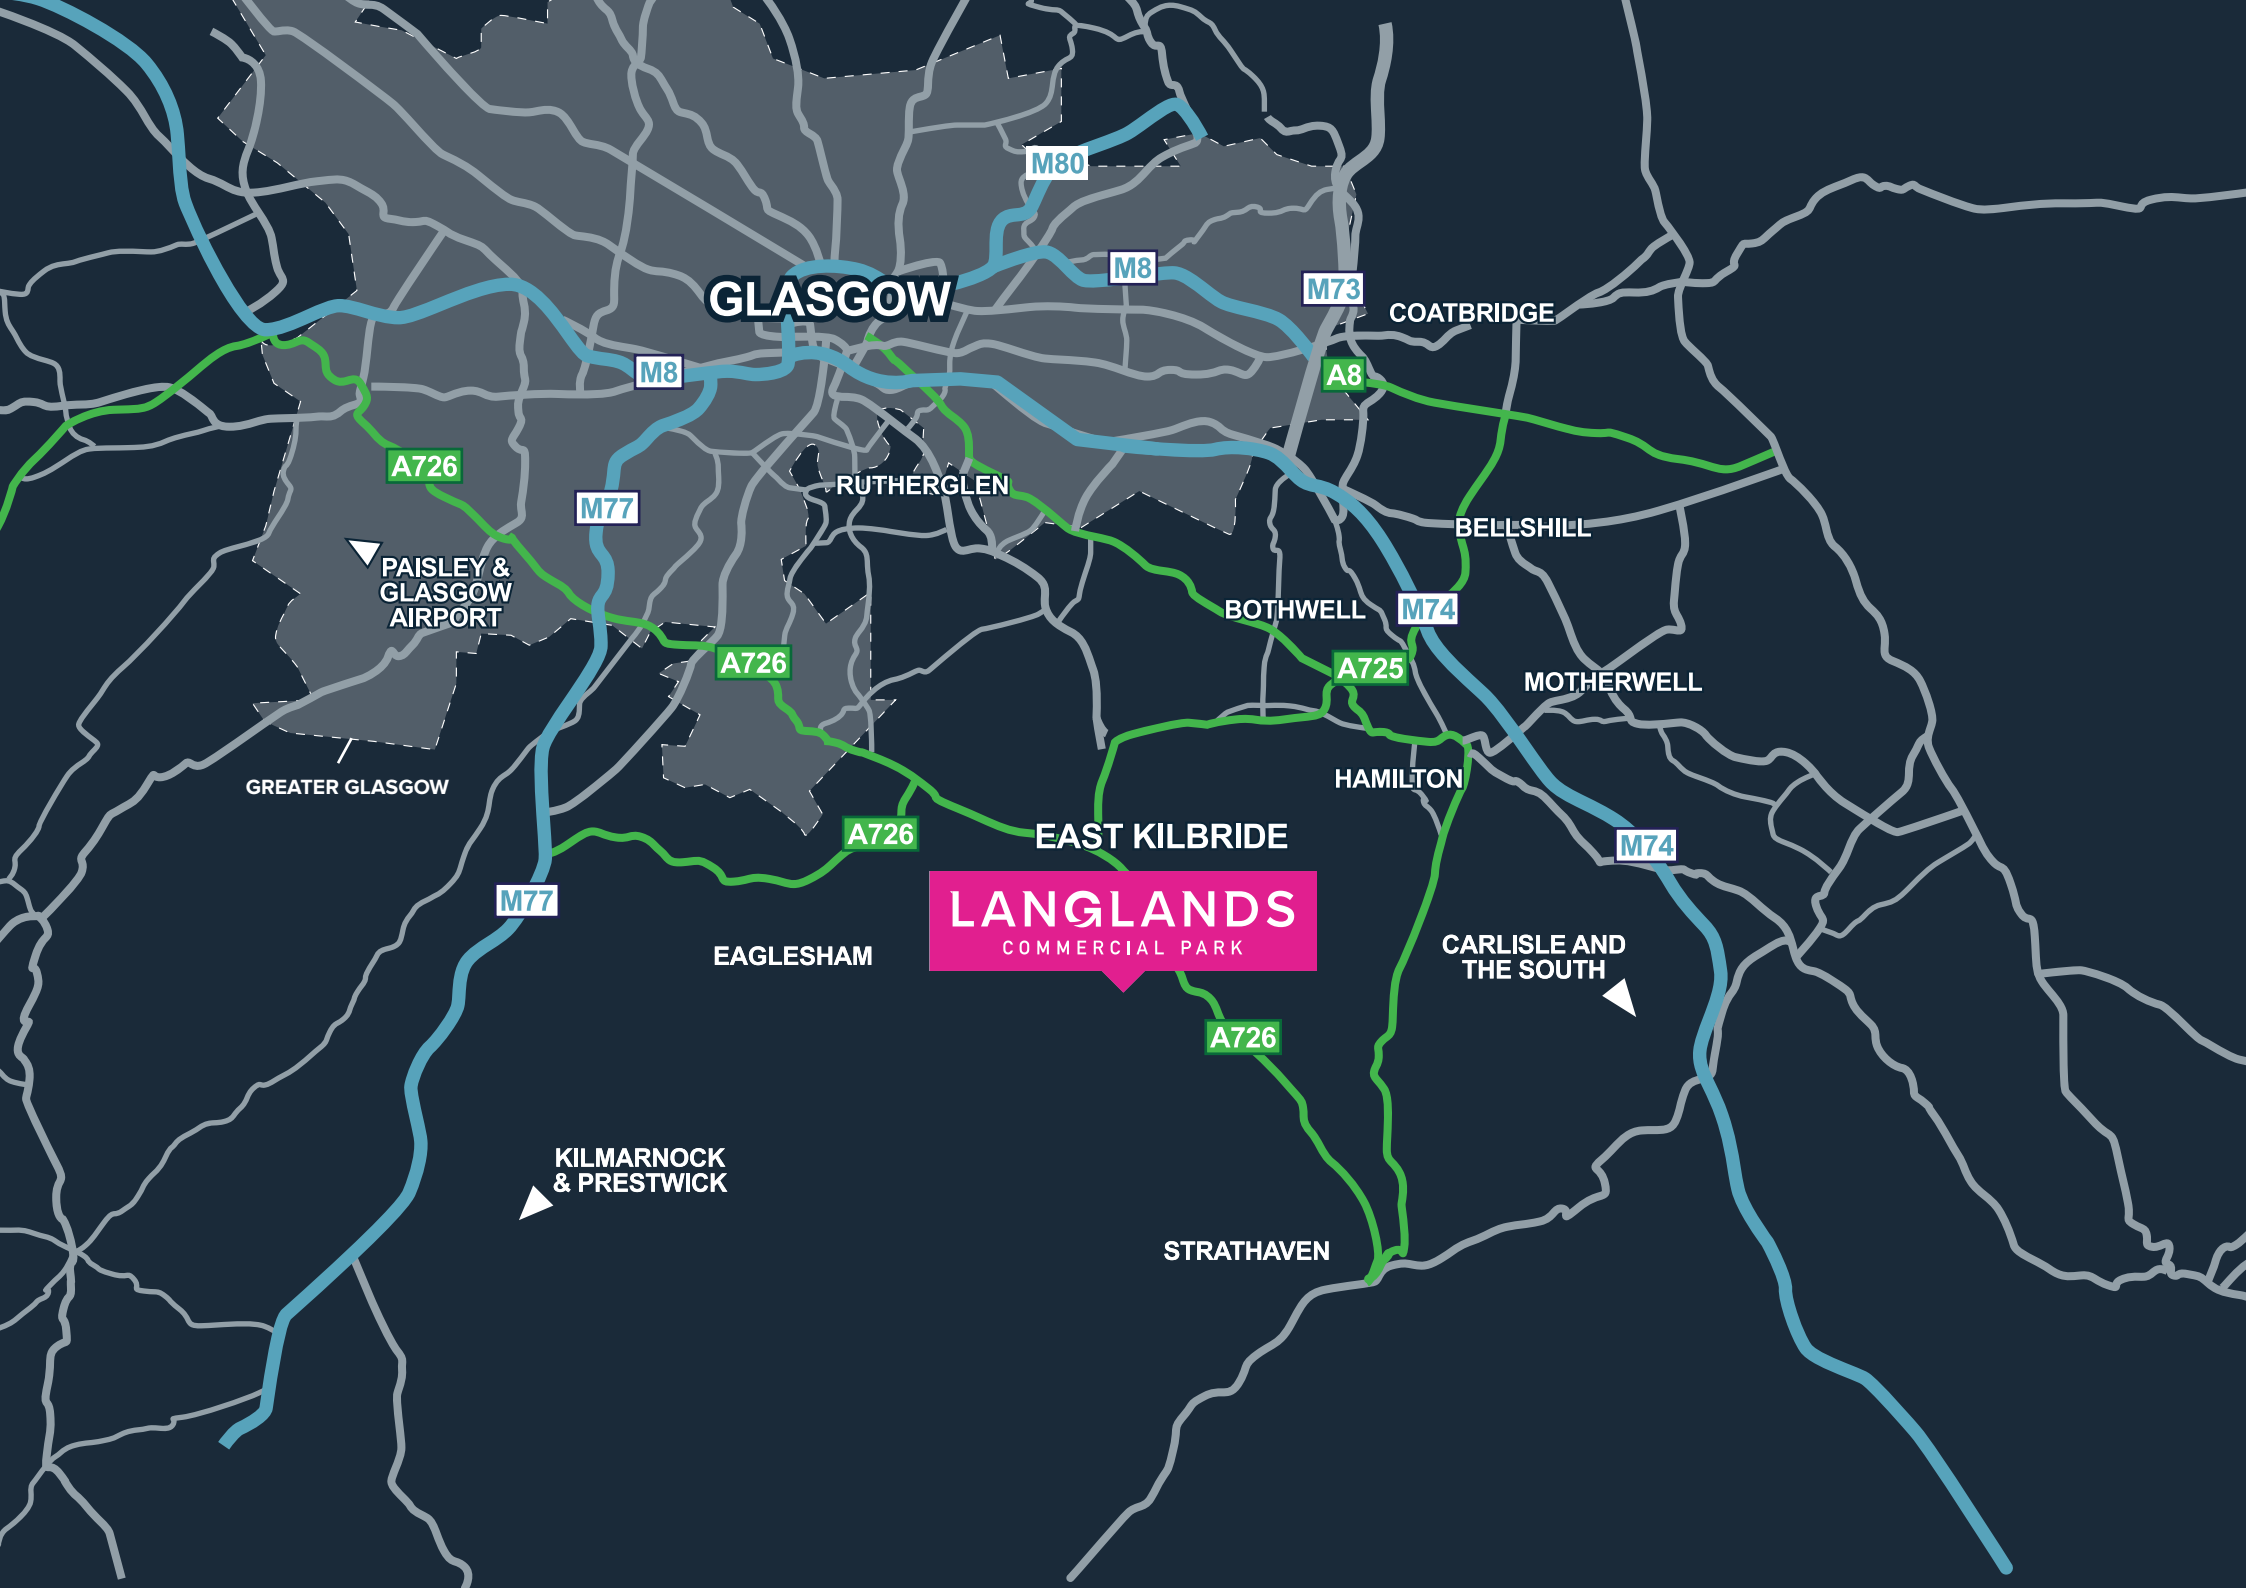 M80
M8
M73
GLASGOW
COATBRIDGE
M8
A8
A726
RUTHERGLEN
M77
BELLSHILL
PAISLEY &
GLASGOW
AIRPORT
BOTHWELL
M74
A726
A725
MOTHERWELL
GREATER GLASGOW
HAMILTON
A726
EAST KILBRIDE
M74
M77
LANGLANDS
COMMERCIAL PARK
EAGLESHAM
CARLISLE AND
THE SOUTH
A726
KILMARNOCK
& PRESTWICK
STRATHAVEN